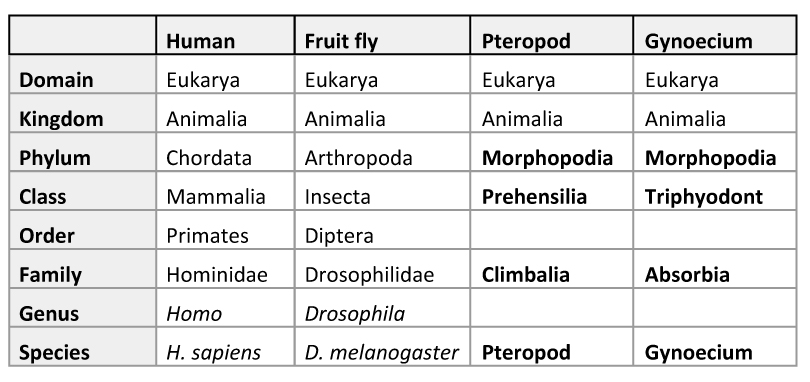 Human Fruit fly Pteropod Gynoecium
Domain Eukarya Eukarya Eukarya Eukarya
Kingdom Animalia Animalia Animalia Animalia
Phylum Chordata Arthropoda Morphopodia Morphopodia
Class Mammalia Insecta Prehensilia Triphyodont
Order Primates Diptera
Family Hominidae Drosophilidae Climbalia Absorbia
Genus Homo Drosophila
Species H. sapiens D. melanogaster Pteropod Gynoecium